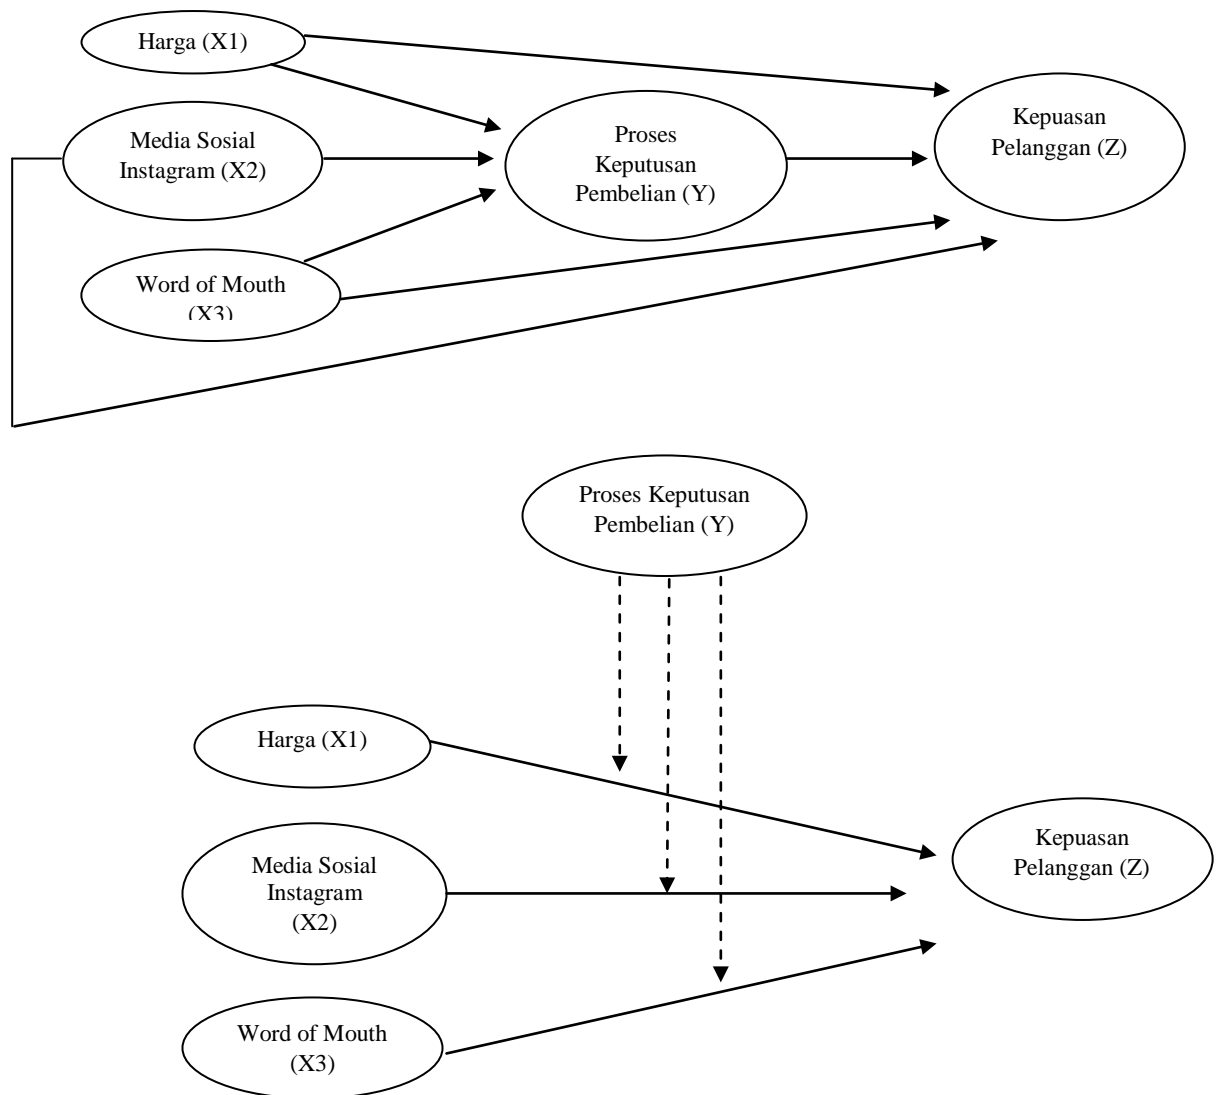 Harga (X1)
Media Sosial
Instagram (X2)
Word of Mouth
(X3)
Proses
Keputusan
Pembelian (Y)
Kepuasan
Pelanggan (Z)
Proses Keputusan
Pembelian (Y)
Harga (X1)
Media Sosial
Instagram
(X2)
Word of Mouth
(X3)
Kepuasan
Pelanggan (Z)